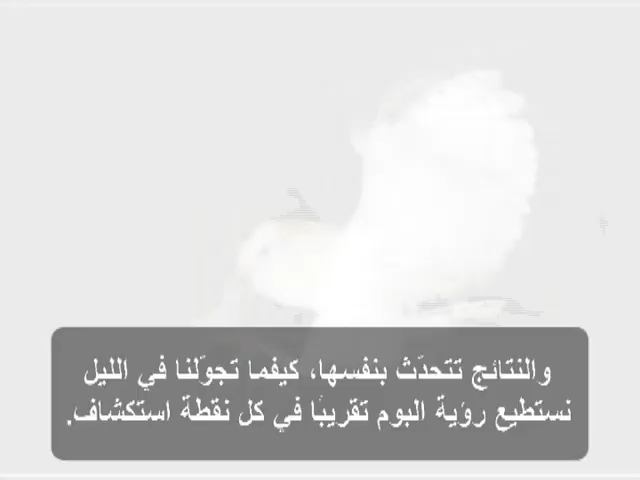 والنتائج تتحدّث بنفسها، كيفما تجوّلنا في الليل
نستطيع رؤية البوم تقريبًا في كل نقطة استكشاف.